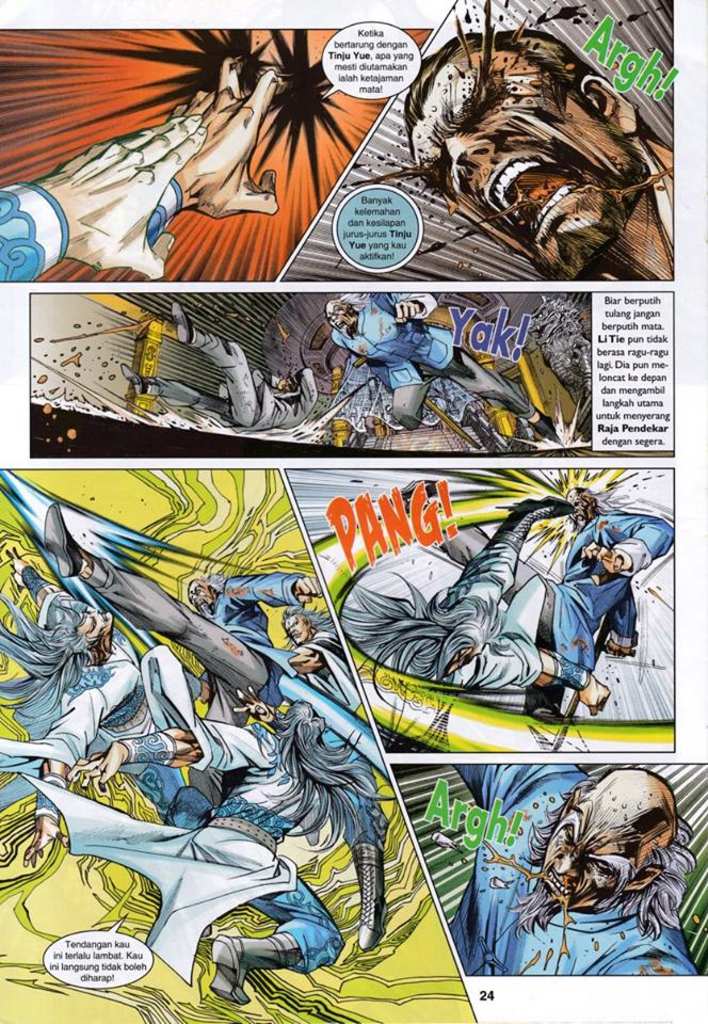 Ketika
bertarung dengan
Tinju Yue, apa yang
mesti diutamakan
ialah ketajaman
mata!
Argh!
Banyak
kelemahan
dan kesilapan
jurus-jurus Tinju
Yue yang kau
aktifkan!
Yak!
Biar berputih
tulang jangan
berputih mata.
Li Tie pun tidak
berasa ragu-ragu
lagi. Dia pun me-
loncat ke depan
dan mengambil
langkah utama
untuk menyerang
Raja Pendekar
dengan segera.
PANG!
Tendangan kau
ini terlalu lambat. Kau
ini langsung tidak boleh
diharap!
Argh!
24